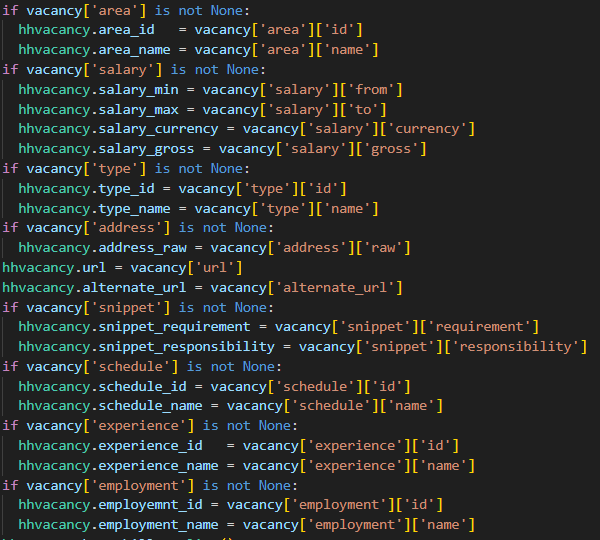 if vacancy['area'] is not None:
  hhvacancy.area_id   = vacancy['area']['id']
  hhvacancy.area_name = vacancy['area']['name']
if vacancy['salary'] is not None:
  hhvacancy.salary_min = vacancy['salary']['from']
  hhvacancy.salary_max = vacancy['salary']['to']
  hhvacancy.salary_currency = vacancy['salary']['currency']
  hhvacancy.salary_gross = vacancy['salary']['gross']
if vacancy['type'] is not None:
  hhvacancy.type_id = vacancy['type']['id']
  hhvacancy.type_name = vacancy['type']['name']
if vacancy['address'] is not None:
  hhvacancy.address_raw = vacancy['address']['raw']
hhvacancy.url = vacancy['url']
hhvacancy.alternate_url = vacancy['alternate_url']
if vacancy['snippet'] is not None:
  hhvacancy.snippet_requirement = vacancy['snippet']['requirement']
  hhvacancy.snippet_responsibility = vacancy['snippet']['responsibility']
if vacancy['schedule'] is not None:
  hhvacancy.schedule_id = vacancy['schedule']['id']
  hhvacancy.schedule_name = vacancy['schedule']['name']
if vacancy['experience'] is not None:
  hhvacancy.experience_id   = vacancy['experience']['id']
  hhvacancy.experience_name = vacancy['experience']['name']
if vacancy['employment'] is not None:
  hhvacancy.employemnt_id = vacancy['employment']['id']
  hhvacancy.employment_name = vacancy['employment']['name']